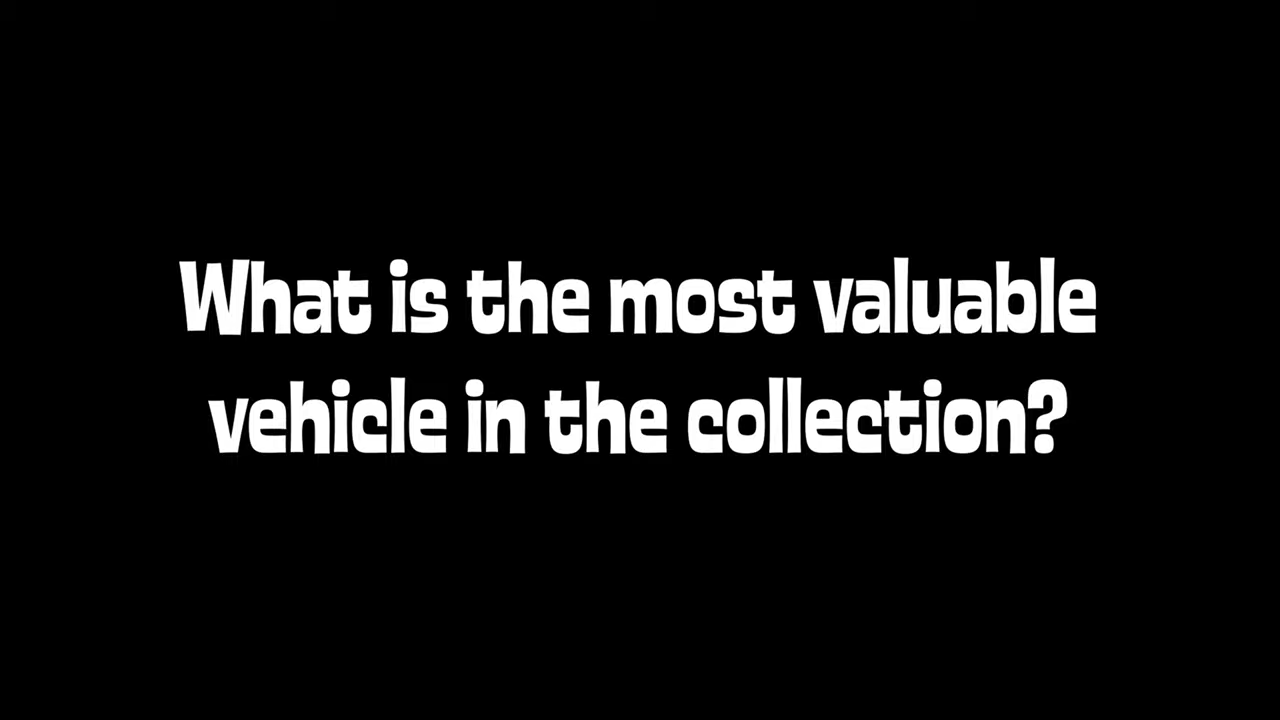 What is the most valuable
vehicle in the collection?